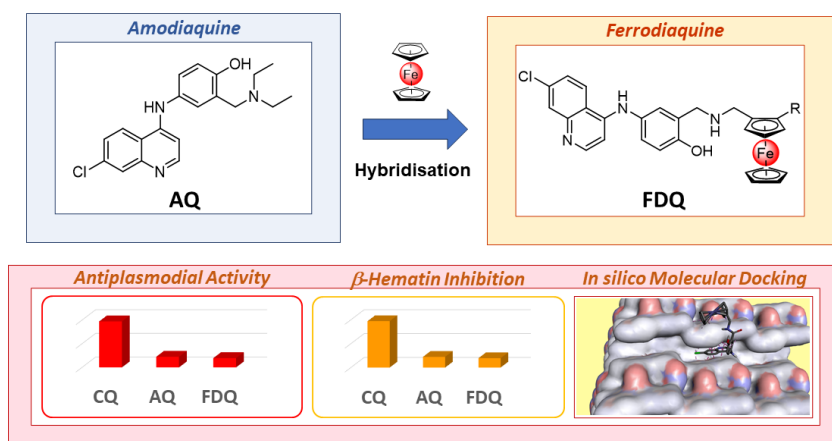 Amodiaquine
OH
N
HN
Cl
N
AQ
Fe
Hybridisation
Ferrodiaquine
Cl
H
N
N
H
R
N
OH
Fe
FDQ
Antiplasmodial Activity
CQ AQ FDQ
β-Hematin Inhibition
CQ AQ FDQ
In silico Molecular Docking